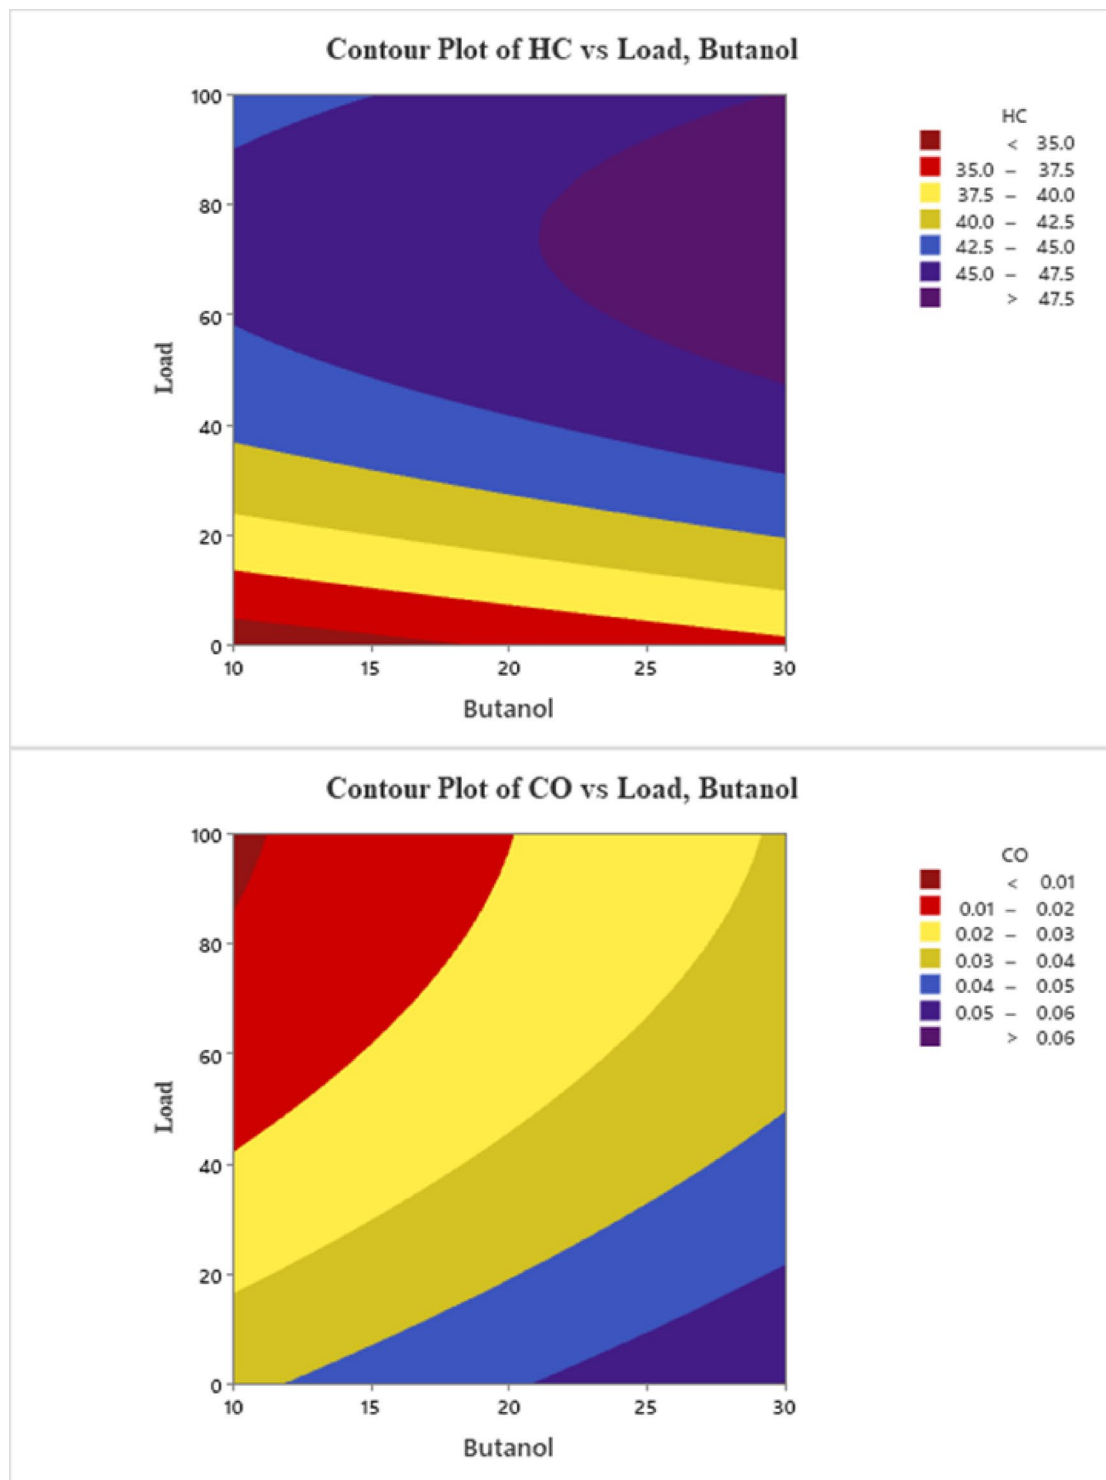 Contour Plot of HC vs Load, Butanol
100
80
60
40
20
0
Load
10 15 20 25 30
Butanol
HC
< 35.0
35.0 – 37.5
37.5 – 40.0
40.0 – 42.5
42.5 – 45.0
45.0 – 47.5
> 47.5
Contour Plot of CO vs Load, Butanol
100
80
60
40
20
0
Load
10 15 20 25 30
Butanol
CO
< 0.01
0.01 – 0.02
0.02 – 0.03
0.03 – 0.04
0.04 – 0.05
0.05 – 0.06
> 0.06